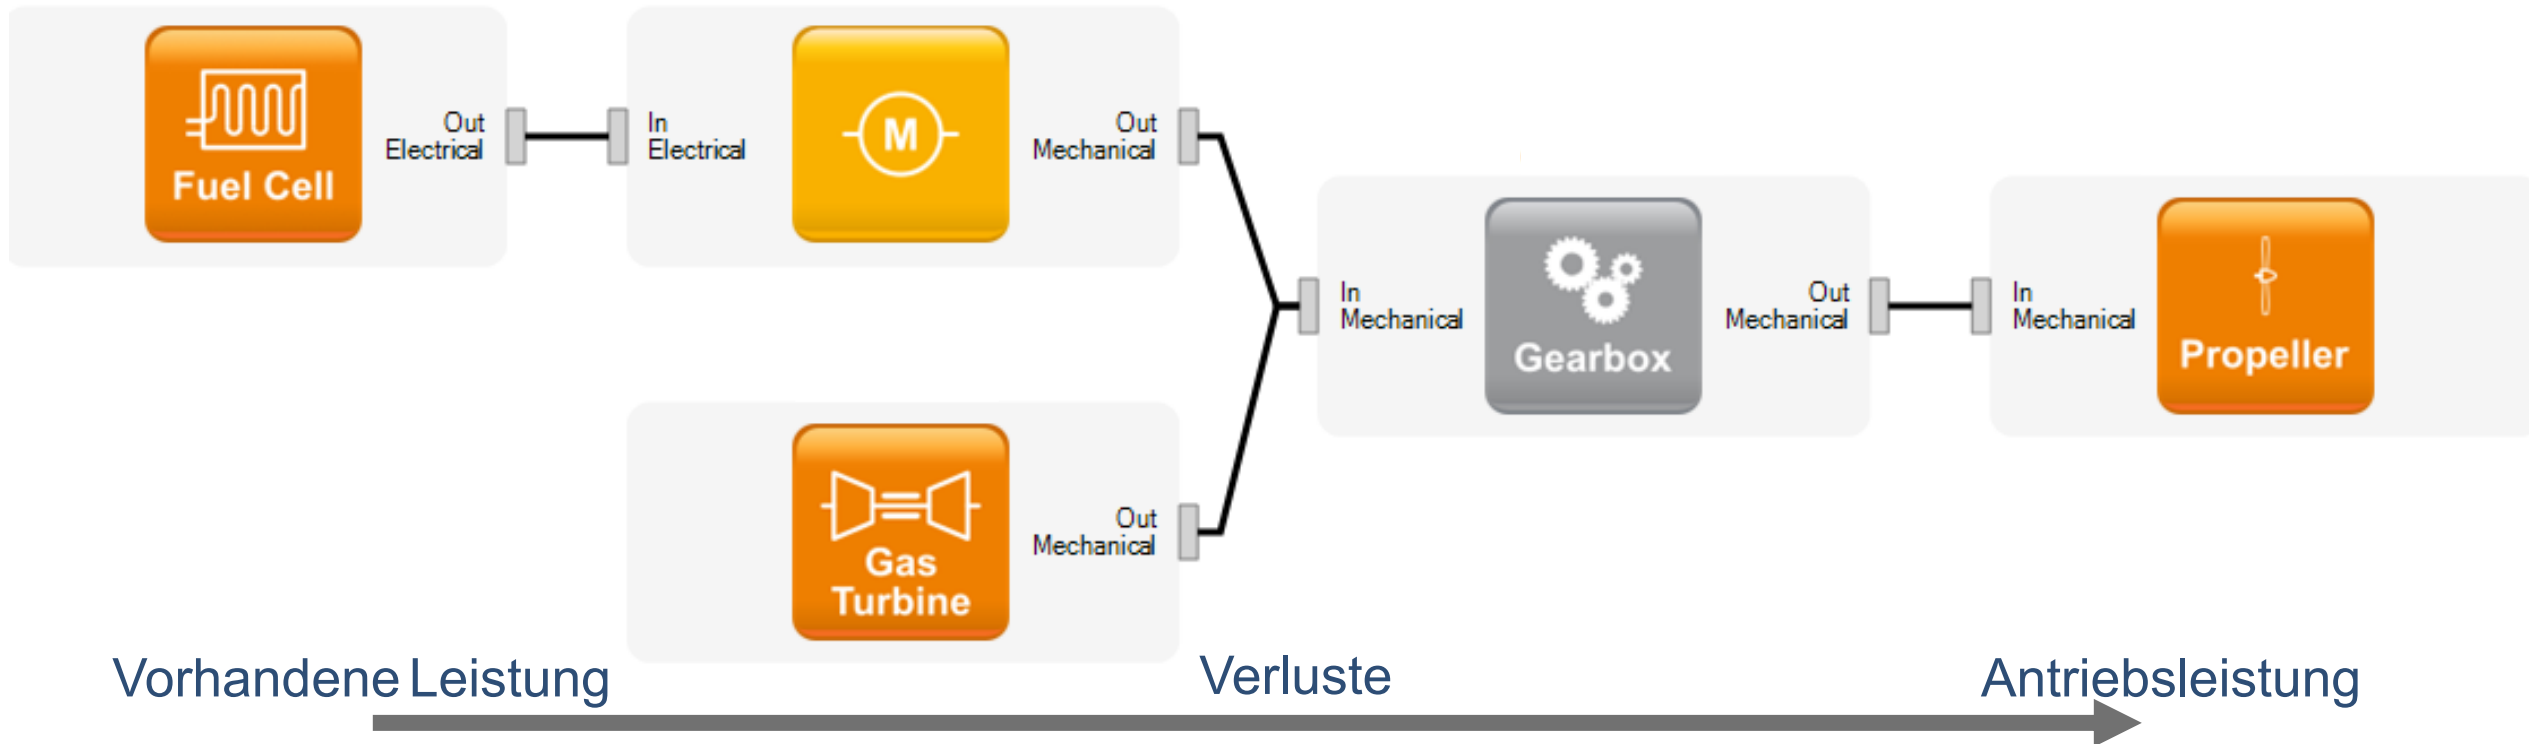 Fuel Cell
Out
Electrical
In
Electrical
M
Out
Mechanical
Gas
Turbine
Out
Mechanical
In
Mechanical
Gearbox
Out
Mechanical
In
Mechanical
Propeller
Vorhandene Leistung
Verluste
Antriebsleistung